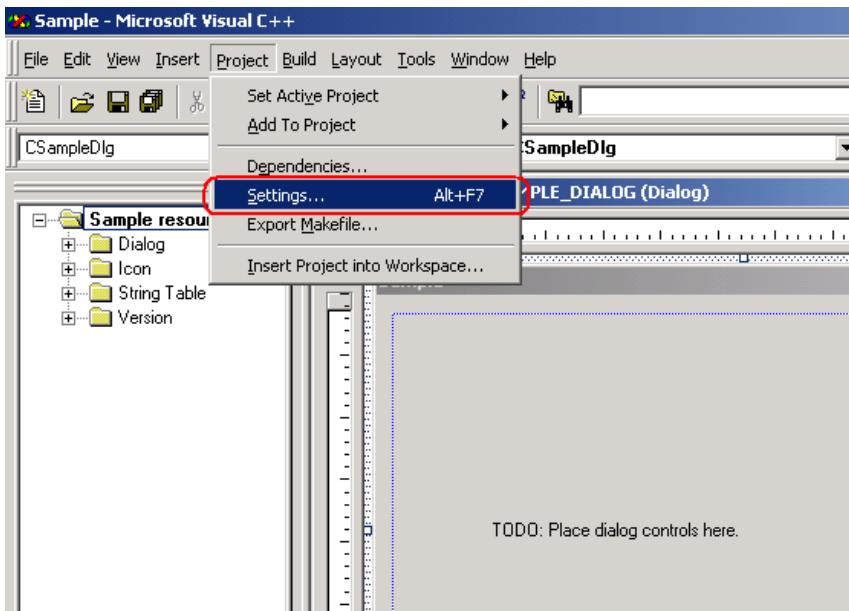 Sample - Microsoft Visual C++
File Edit View Insert Project Build Layout Tools Window Help
Set Active Project
Add To Project
CSampleDlg
CSampleDlg
Dependencies...
Settings... Alt+F7
PLE_DIALOG (Dialog)
Sample resour
Export Makefile...
Dialog
Insert Project into Workspace...
Icon
String Table
Version
TODO: Place dialog controls here.